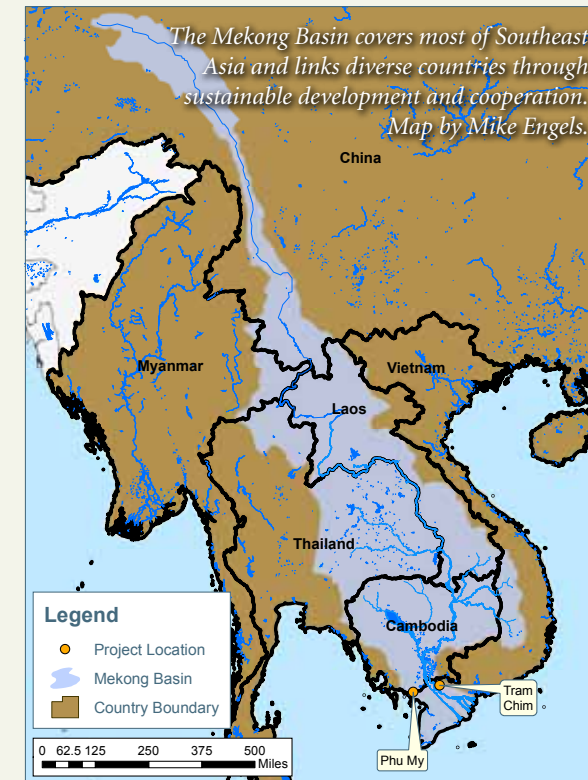 The Mekong Basin covers most of Southeast
Asia and links diverse countries through
sustainable development and cooperation.
Map by Mike Engels.
China
Myanmar
Vietnam
Laos
Thailand
Cambodia
Tram
Chim
Phu My
Legend
Project Location
Mekong Basin
Country Boundary
0 62.5 125 250 375 500
Miles